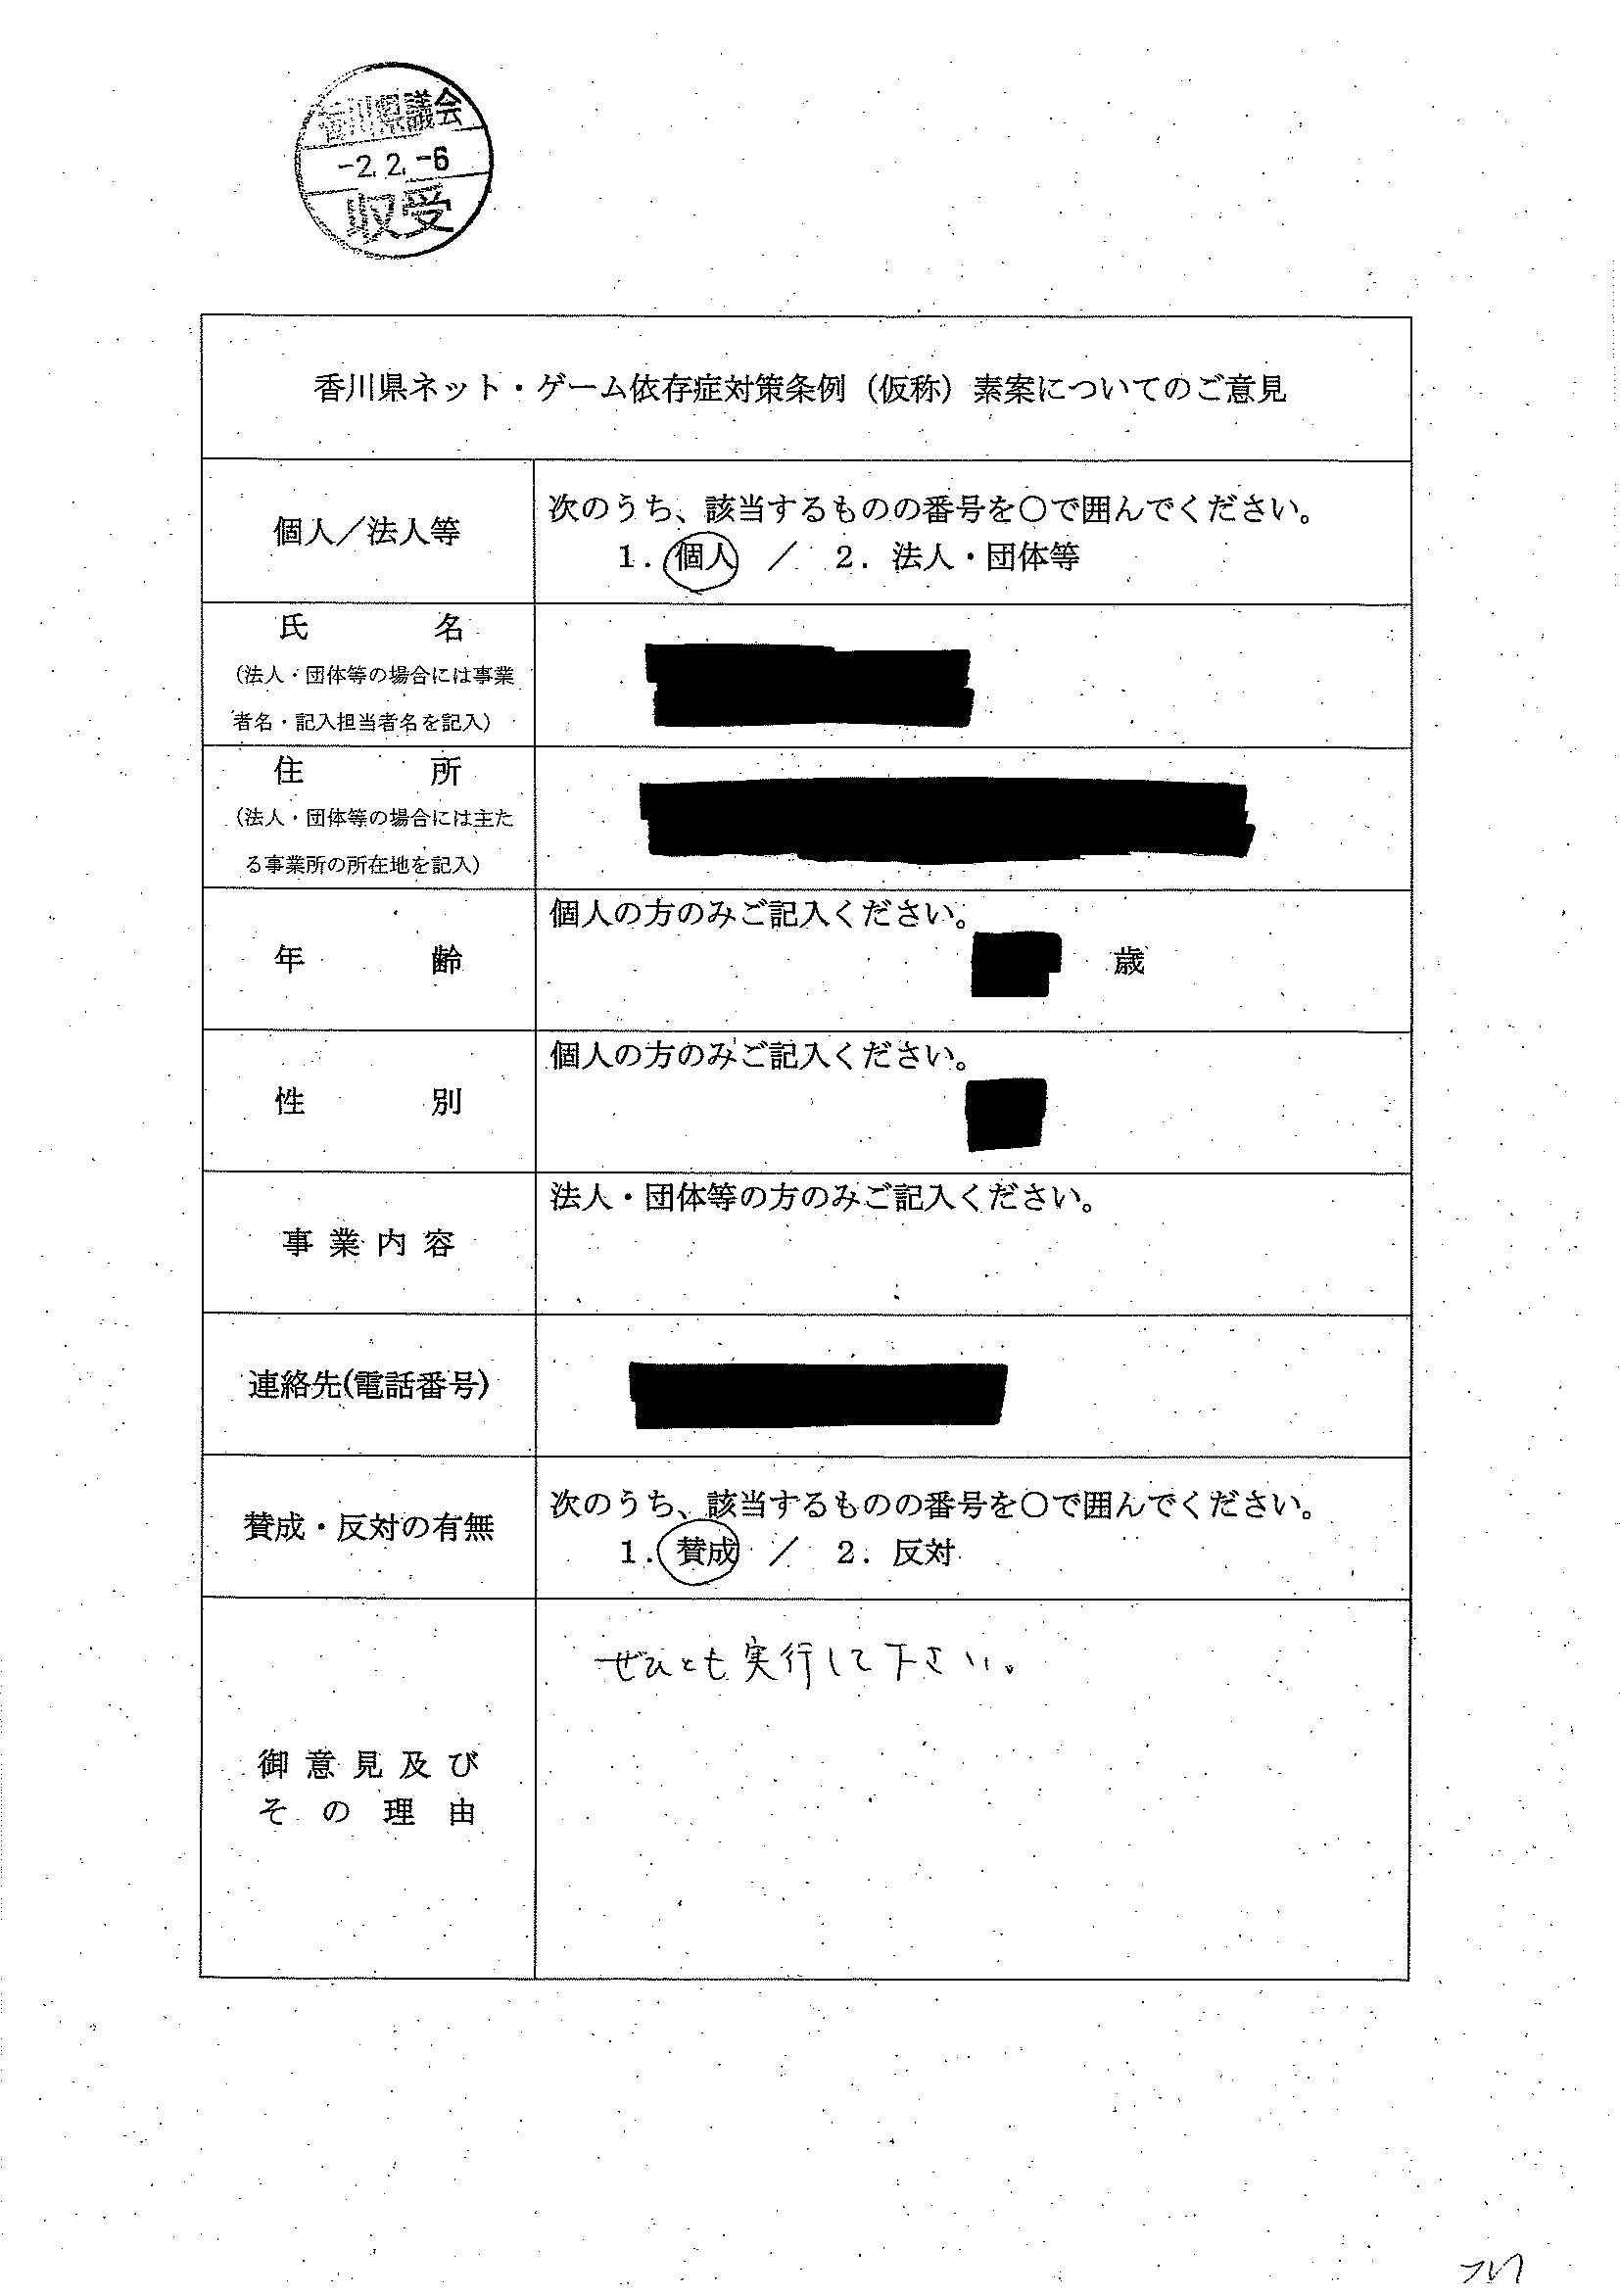 香川県議会
-2.2.-6
収受
香川県ネット・ゲーム依存症対策条例（仮称）素案についてのご意見
個人／法人等
次のうち、該当するものの番号を○で囲んでください。
1. 個人 ／ 2. 法人・団体等
氏 名
（法人・団体等の場合には事業
者名・記入担当者名を記入）
住 所
（法人・団体等の場合には主た
る事業所の所在地を記入）
年 齢
個人の方のみご記入ください。
歳
性 別
個人の方のみご記入ください。
事業内容
法人・団体等の方のみご記入ください。
連絡先(電話番号)
賛成・反対の有無
次のうち、該当するものの番号を○で囲んでください。
1. 賛成 ／ 2. 反対
御意見及び
その理由
ぜひとも実行して下さい。